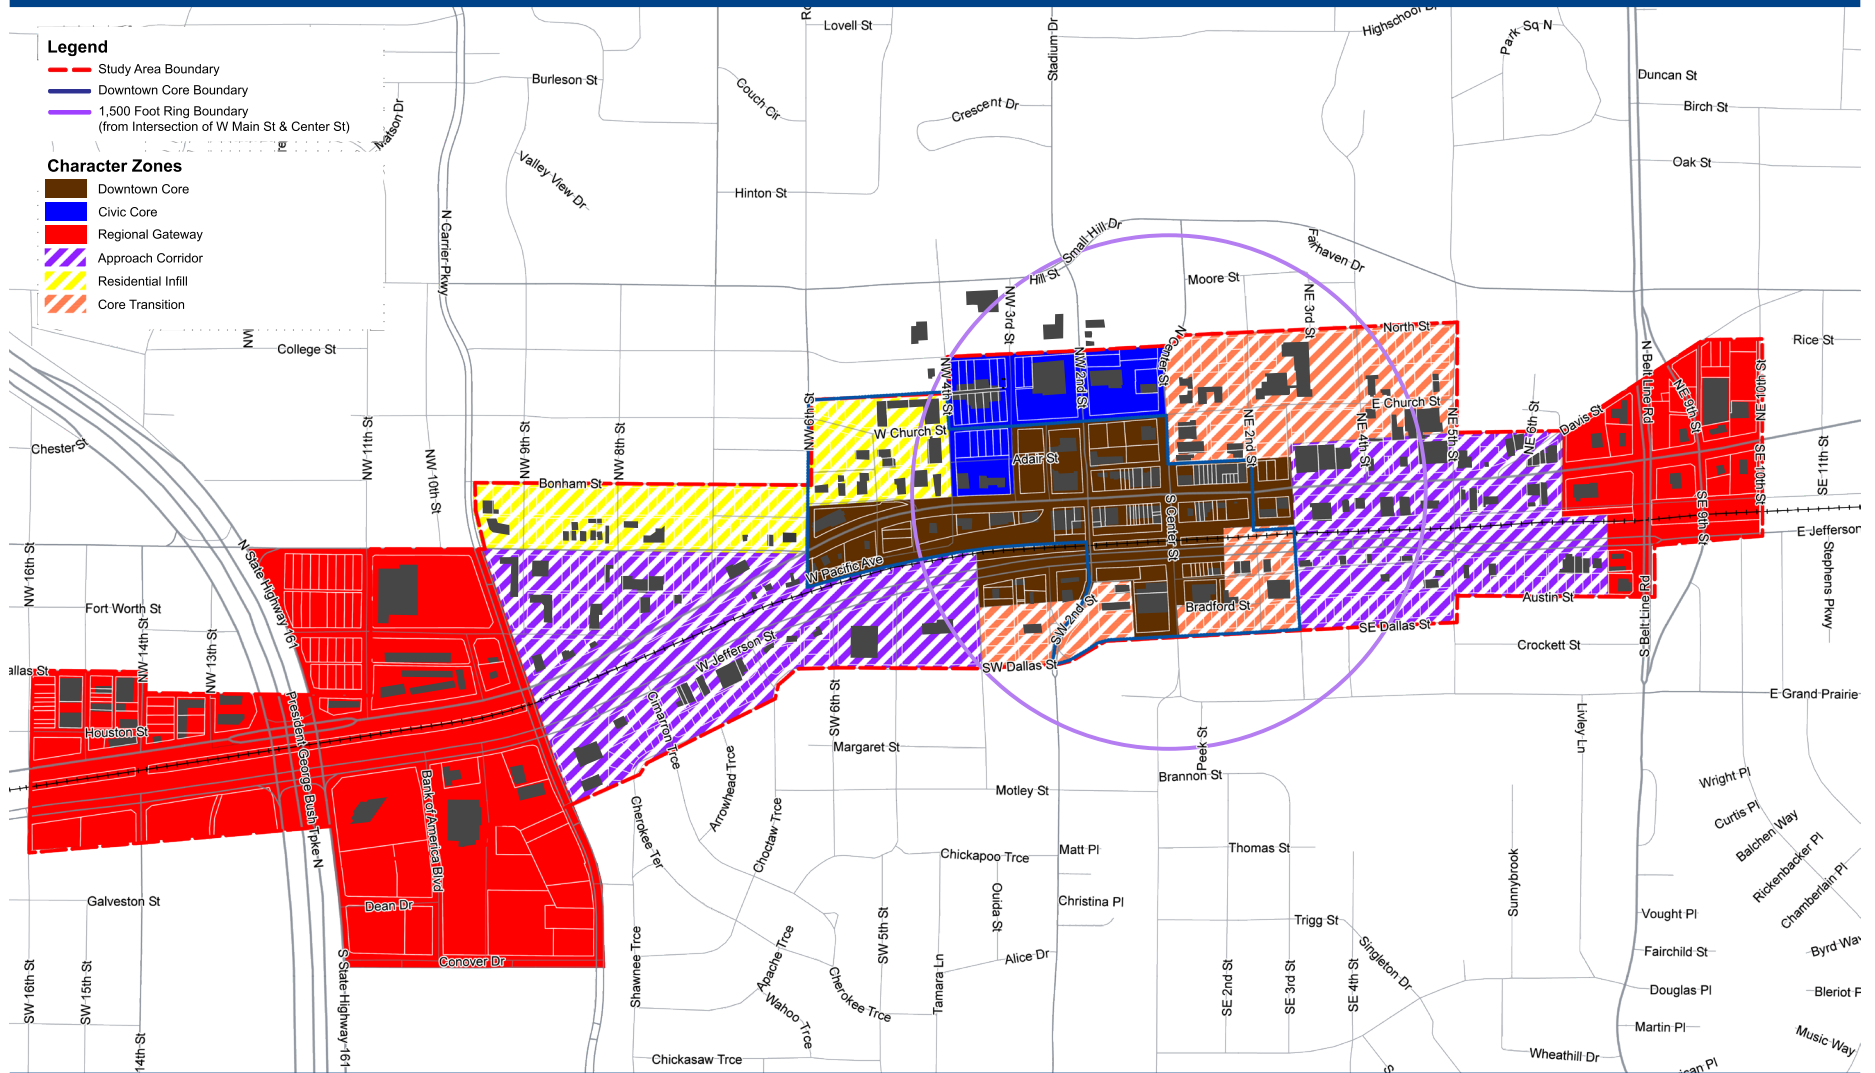 Legend
Study Area Boundary
Downtown Core Boundary
1,500 Foot Ring Boundary
(from Intersection of W Main St & Center St)
Character Zones
Downtown Core
Civic Core
Regional Gateway
Approach Corridor
Residential Infill
Core Transition
Lovell St
Stadium Dr
Highschool Dr
Park Sq N
Burleson St
Couch Cir
Crescent Dr
Duncan St
Birch St
Matson Dr
Valley View Dr
Hinton St
Oak St
N Carrier Pkwy
Small Hill Dr
Hill St
Fairhaven Dr
Moore St
NW 3rd St
NE 3rd St
North St
College St
Rice St
N Center St
NW 4th St
NW 2nd St
N Belt Line Rd
NE 9th St
NE 10th St
NW 6th St
W Church St
E Church St
NE 2nd St
NE 4th St
NE 5th St
NE 6th St
Davis St
Chester St
NW 11th St
NW 10th St
NW 9th St
NW 8th St
Adair St
SE 10th St
SE 11th St
Bonham St
S Center St
SE 9th St
E Jefferson
NW 16th St
N State Highway 161
W Pacific Ave
Stephens Pkwy
Fort Worth St
NW 14th St
NW 13th St
SW 2nd St
Bradford St
Austin St
SE Dallas St
S Belt Line Rd
W Jefferson St
Crockett St
allas St
SW Dallas St
President George Bush Tpke N
Houston St
Cimarron Trce
SW 6th St
E Grand Prairie
Livley Ln
Peek St
Margaret St
Arrowhead Trce
Brannon St
Motley St
Bank of America Blvd
Wright Pl
Curtis Pl
Balchen Way
Rickenbacker Pl
Chamberlain Pl
Cherokee Ter
Choctaw Trce
Chickapoo Trce
Matt Pl
Thomas St
Sunnybrook
Galveston St
Dean Dr
Ouida St
Christina Pl
Trigg St
Vought Pl
SW 5th St
Singleton Dr
Fairchild St
Byrd Way
Conover Dr
Shawnee Trce
Apache Trce
Cherokee Trce
Tamara Ln
Alice Dr
SW 16th St
SW 15th St
S State Highway 161
SE 2nd St
SE 3rd St
SE 4th St
Douglas Pl
Bleriot P
Wahoo Trce
Martin Pl
Music Way
14th St
Chickasaw Trce
Wheathill Dr